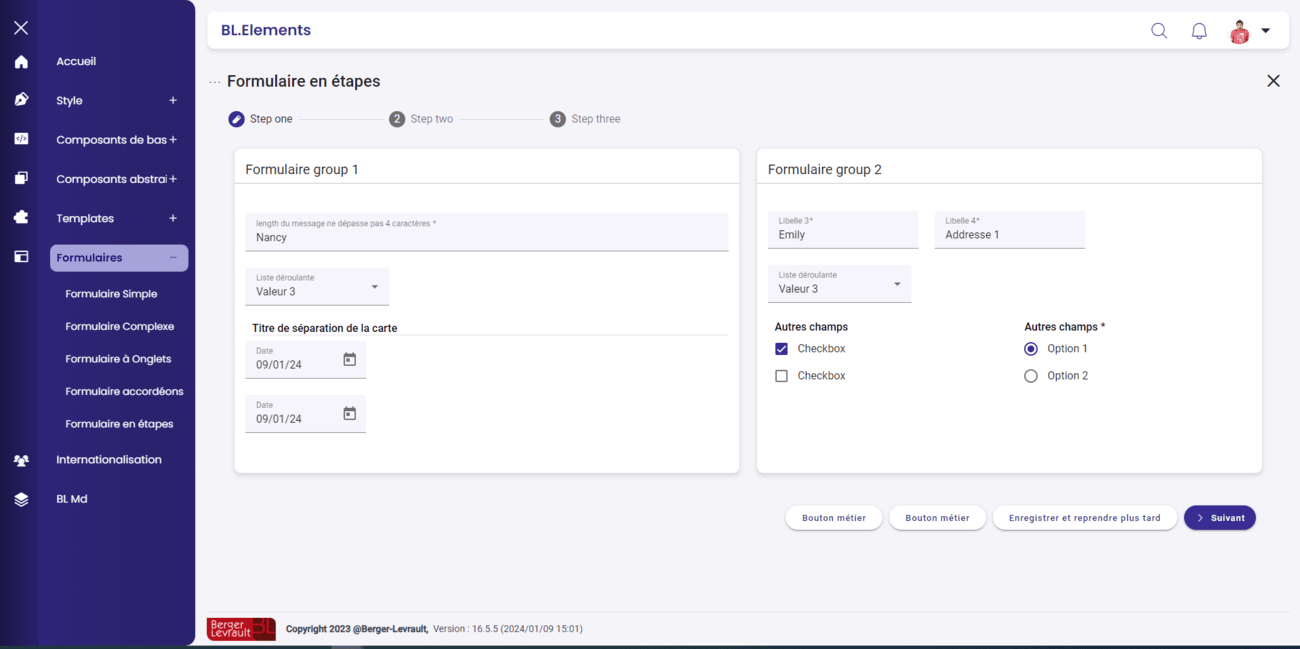 BL.Elements
Accueil
Style +
Composants de bas +
Composants abstrai +
Templates +
Formulaires −
Formulaire Simple
Formulaire Complexe
Formulaire à Onglets
Formulaire accordéons
Formulaire en étapes
Internationalisation
BL Md
... Formulaire en étapes
Step one 2 Step two 3 Step three
Formulaire group 1
length du message ne dépasse pas 4 caractères *
Nancy
Liste déroulante
Valeur 3
Titre de séparation de la carte
Date
09/01/24
Date
09/01/24
Formulaire group 2
Libelle 3* Libelle 4*
Emily Addresse 1
Liste déroulante
Valeur 3
Autres champs Autres champs *
Checkbox Option 1
Checkbox Option 2
Bouton métier Bouton métier Enregistrer et reprendre plus tard Suivant
Berger
Levrault BL
Copyright 2023 @Berger-Levrault, Version : 16.5.5 (2024/01/09 15:01)